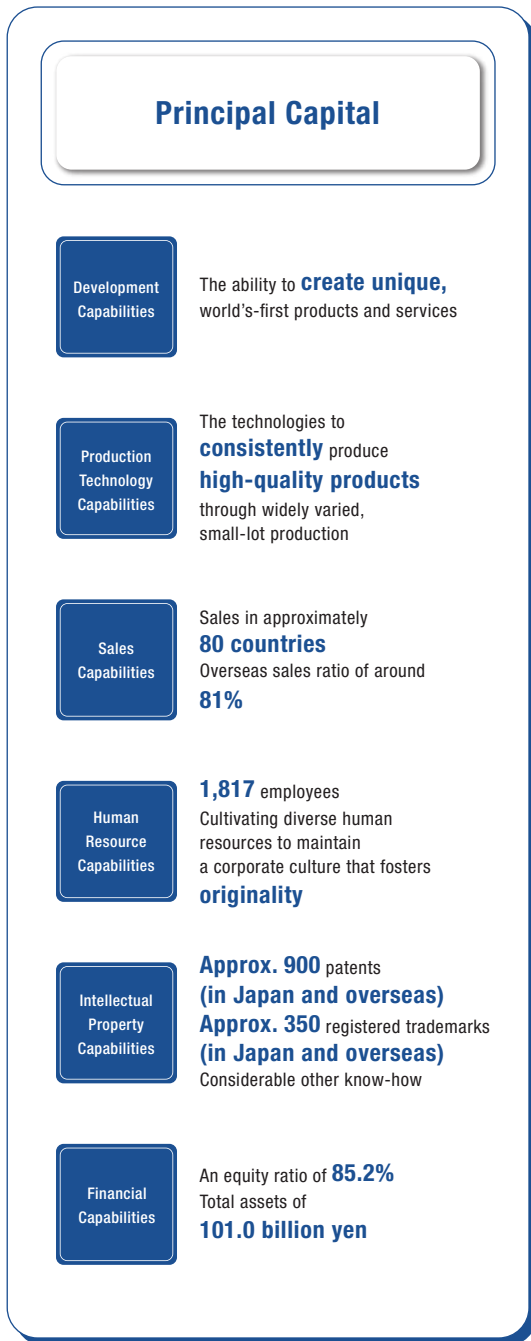 Principal Capital
Development
Capabilities
The ability to create unique,
world's-first products and services
Production
Technology
Capabilities
The technologies to
consistently produce
high-quality products
through widely varied,
small-lot production
Sales
Capabilities
Sales in approximately
80 countries
Overseas sales ratio of around
81%
Human
Resource
Capabilities
1,817 employees
Cultivating diverse human
resources to maintain
a corporate culture that fosters
originality
Intellectual
Property
Capabilities
Approx. 900 patents
(in Japan and overseas)
Approx. 350 registered trademarks
(in Japan and overseas)
Considerable other know-how
Financial
Capabilities
An equity ratio of 85.2%
Total assets of
101.0 billion yen